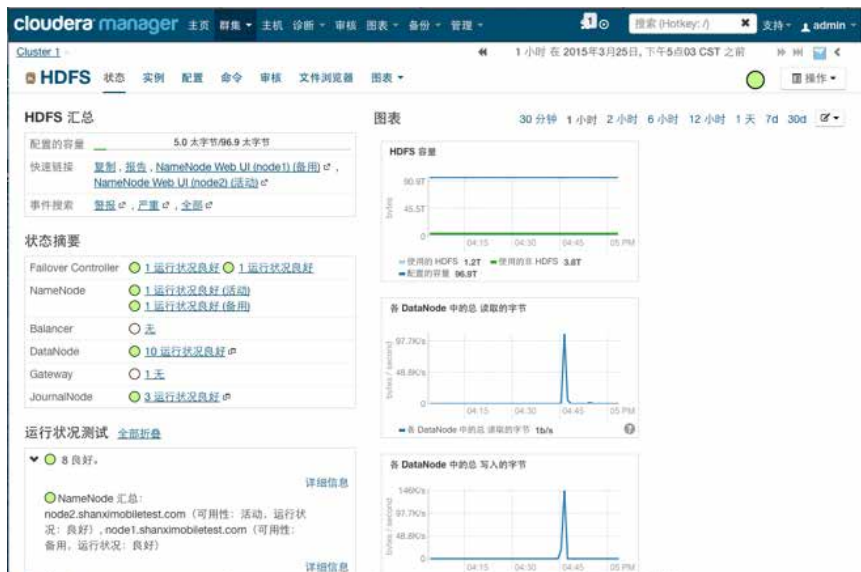 cloudera manager 主页 群集 主机 诊断 审核 图表 备份 管理 1 搜索 (Hotkey: /) 支持 admin
Cluster 1 1 小时 在 2015年3月25日, 下午5点03 CST 之前
HDFS 状态 实例 配置 命令 审核 文件浏览器 图表 操作
HDFS 汇总
配置的容量 5.0 太字节/96.9 太字节
快速链接 复制 , 报告 , NameNode Web UI (node1) (备用) ,
NameNode Web UI (node2) (活动)
事件搜索 警报 , 严重 , 全部
状态摘要
Failover Controller 1 运行状况良好 1 运行状况良好
NameNode 1 运行状况良好 (活动)
1 运行状况良好 (备用)
Balancer 无
DataNode 10 运行状况良好
Gateway 1 无
JournalNode 3 运行状况良好
运行状况测试 全部折叠
8 良好。
详细信息
NameNode 汇总:
node2.shanximobiletest.com（可用性: 活动, 运行状
况: 良好）, node1.shanximobiletest.com（可用性:
备用, 运行状况: 良好）
详细信息
图表 30 分钟 1 小时 2 小时 6 小时 12 小时 1 天 7d 30d
HDFS 容量
bytes
90.9T
45.5T
0
04:15 04:30 04:45 05 PM
使用的 HDFS 1.2T 使用的非 HDFS 3.8T
配置的容量 96.9T
各 DataNode 中的总 读取的字节
bytes / second
97.7K/s
48.8K/s
0
04:15 04:30 04:45 05 PM
各 DataNode 中的总 读取的字节 1b/s
各 DataNode 中的总 写入的字节
bytes / second
146K/s
97.7K/s
48.8K/s
0
04:15 04:30 04:45 05 PM